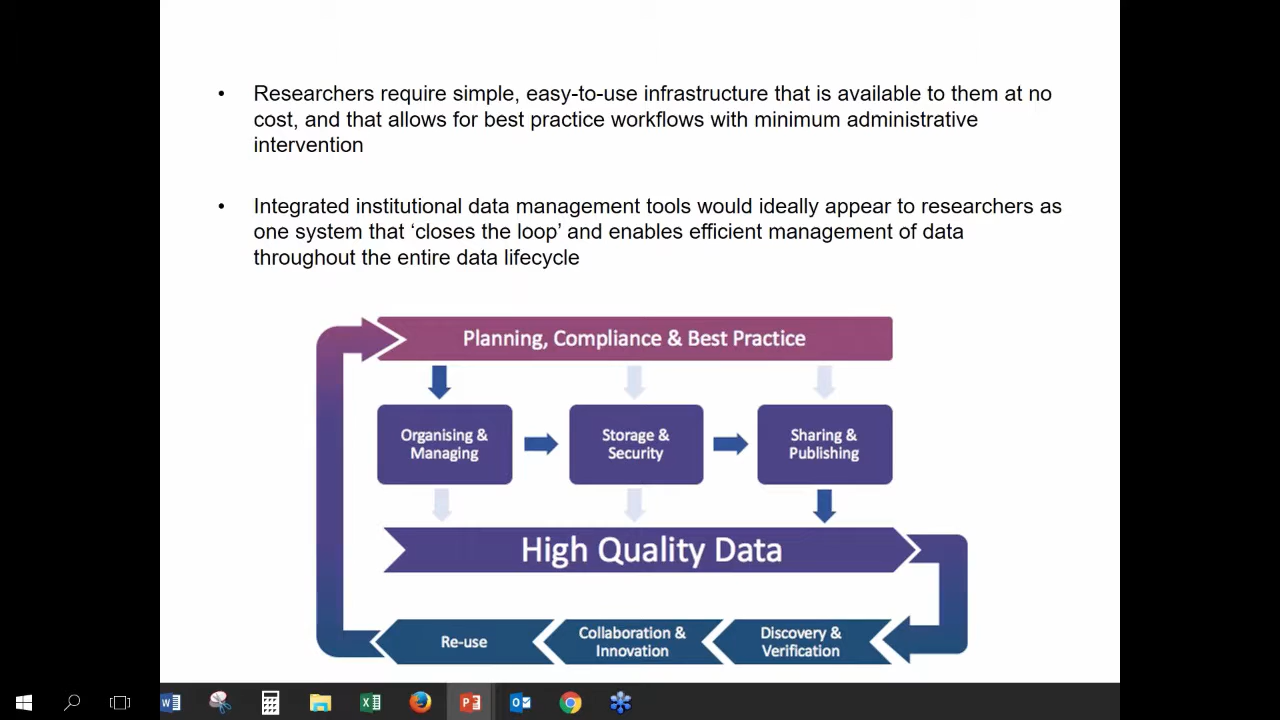 • Researchers require simple, easy-to-use infrastructure that is available to them at no
cost, and that allows for best practice workflows with minimum administrative
intervention
• Integrated institutional data management tools would ideally appear to researchers as
one system that ‘closes the loop’ and enables efficient management of data
throughout the entire data lifecycle
Planning, Compliance & Best Practice
Organising &
Managing
Storage &
Security
Sharing &
Publishing
High Quality Data
Re-use
Collaboration &
Innovation
Discovery &
Verification